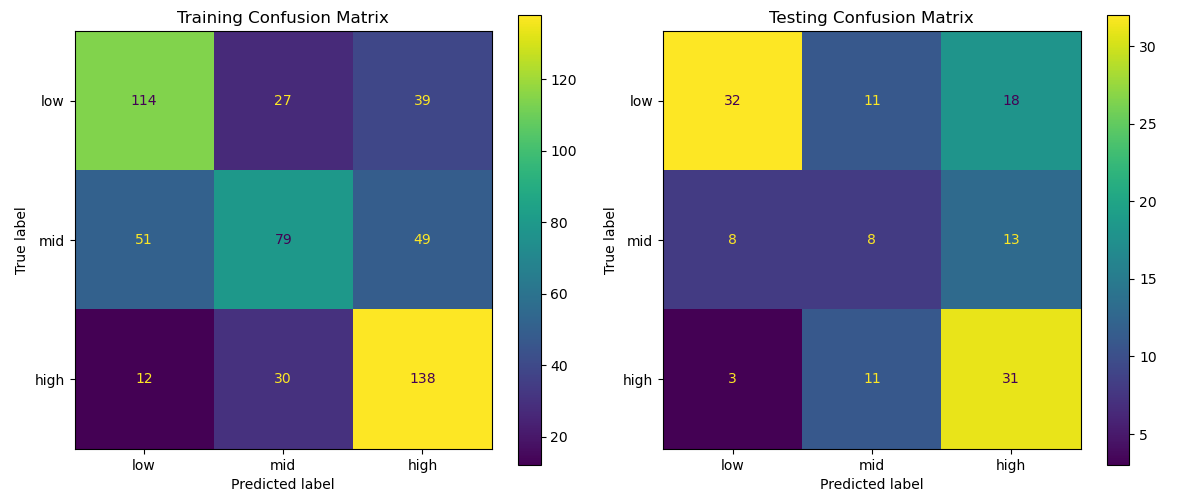 Training Confusion Matrix
Testing Confusion Matrix
low
114
27
39
mid
51
79
49
high
12
30
138
low
mid
high
Predicted label
True label
120
100
80
60
40
20
low
32
11
18
mid
8
8
13
high
3
11
31
low
mid
high
Predicted label
True label
30
25
20
15
10
5